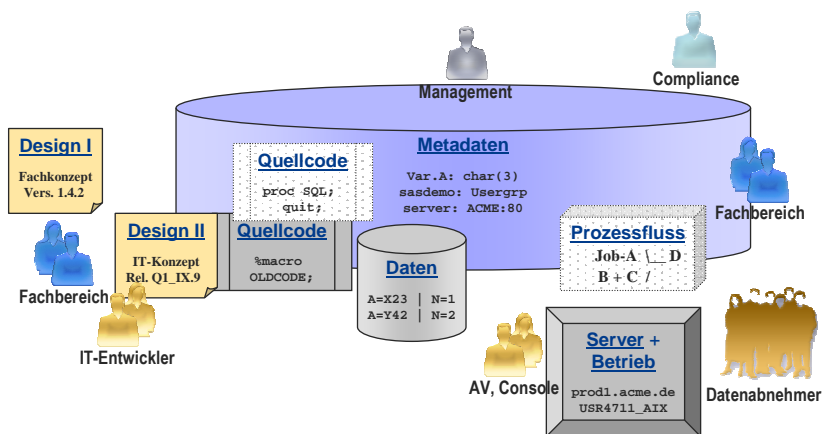 Management
Compliance
Design I
Fachkonzept
Vers. 1.4.2
Quellcode
proc SQL;
quit;
Metadaten
Var.A: char(3)
sasdemo: Usergrp
server: ACME:80
Fachbereich
Design II
IT-Konzept
Rel. Q1_IX.9
Quellcode
%macro
OLDCODE;
Daten
A=X23 | N=1
A=Y42 | N=2
Prozessfluss
Job-A \__ D
B + C /
Fachbereich
IT-Entwickler
AV, Console
Server +
Betrieb
prod1.acme.de
USR4711_AIX
Datenabnehmer